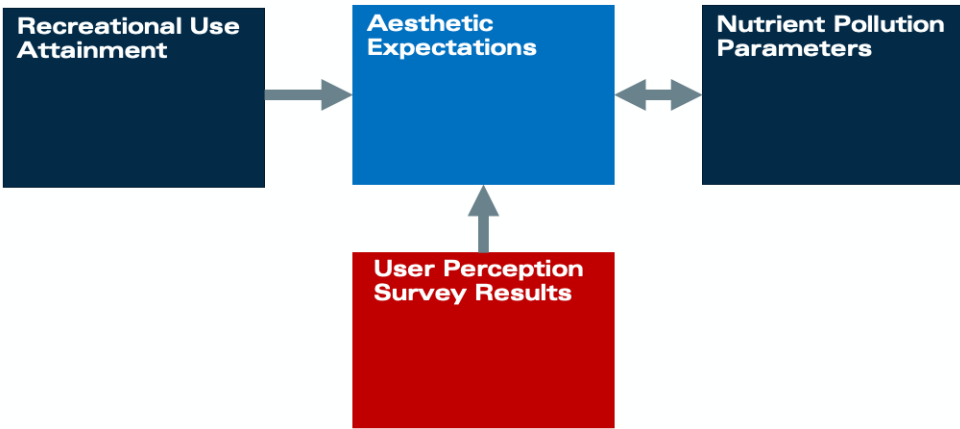 Recreational Use
Attainment
Aesthetic
Expectations
Nutrient Pollution
Parameters
User Perception
Survey Results